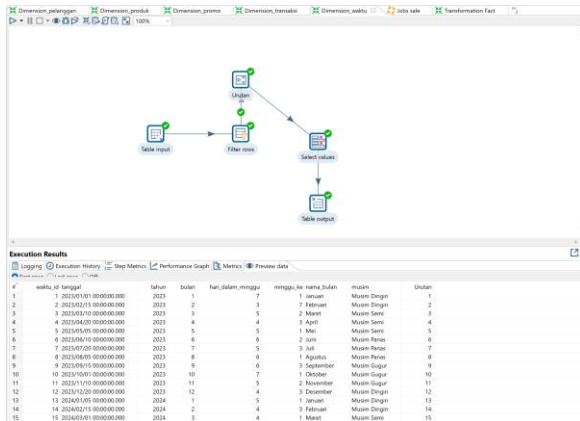 Dimension_pelanggan Dimension_produk Dimension_promo Dimension_transaksi Dimension_waktu Jobs sale Transformation Fact
100%
Urutan
Table input Filter rows Select values
Table output
Execution Results
Logging Execution History Step Metrics Performance Graph Metrics Preview data
# waktu_id tanggal tahun bulan hari_dalam_minggu minggu_ke nama_bulan musim Urutan
1 1 2023/01/01 00:00:00.000 2023 1 7 1 Januari Musim Dingin 1
2 2 2023/02/15 00:00:00.000 2023 2 3 7 Februari Musim Dingin 2
3 3 2023/03/10 00:00:00.000 2023 3 5 2 Maret Musim Semi 3
4 4 2023/04/20 00:00:00.000 2023 4 4 3 April Musim Semi 4
5 5 2023/05/05 00:00:00.000 2023 5 5 1 Mei Musim Semi 5
6 6 2023/06/10 00:00:00.000 2023 6 6 2 Juni Musim Panas 6
7 7 2023/07/20 00:00:00.000 2023 7 5 3 Juli Musim Panas 7
8 8 2023/08/05 00:00:00.000 2023 8 6 1 Agustus Musim Panas 8
9 9 2023/09/15 00:00:00.000 2023 9 6 3 September Musim Gugur 9
10 10 2023/10/01 00:00:00.000 2023 10 7 1 Oktober Musim Gugur 10
11 11 2023/11/10 00:00:00.000 2023 11 5 2 November Musim Gugur 11
12 12 2023/12/20 00:00:00.000 2023 12 4 3 Desember Musim Dingin 12
13 13 2024/01/05 00:00:00.000 2024 1 5 1 Januari Musim Dingin 13
14 14 2024/02/15 00:00:00.000 2024 2 4 3 Februari Musim Dingin 14
15 15 2024/03/01 00:00:00.000 2024 3 4 1 Maret Musim Semi 15